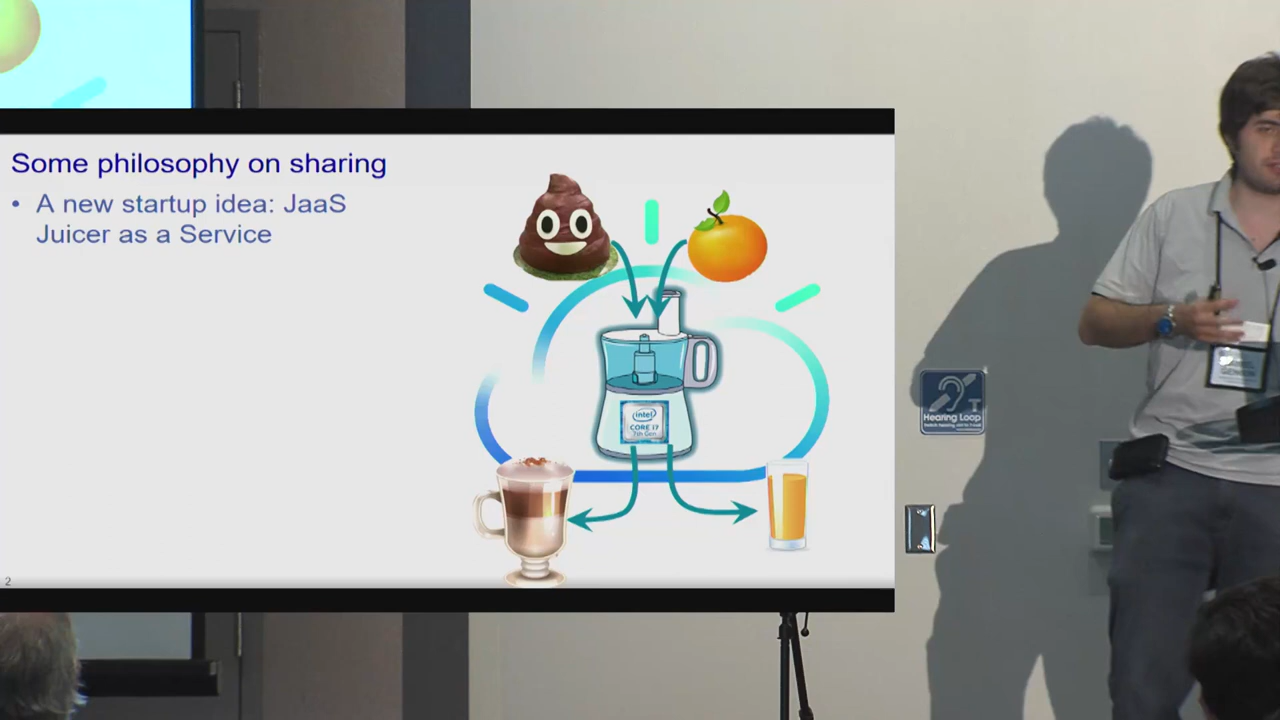 Some philosophy on sharing
• A new startup idea: JaaS
Juicer as a Service
intel
CORE i7
7th Gen
2
Hearing Loop
T